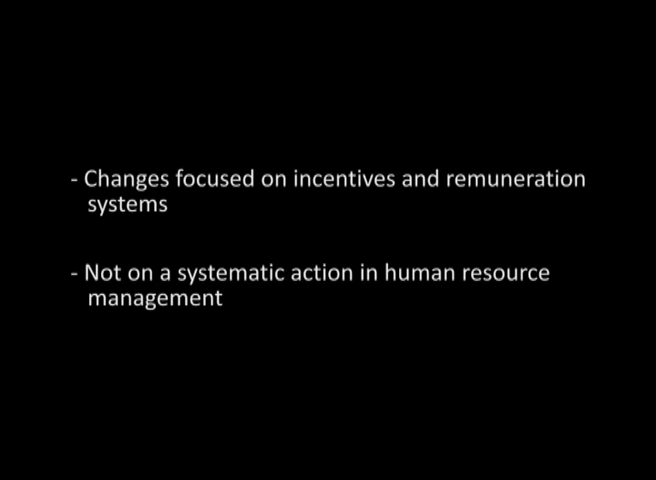 - Changes focused on incentives and remuneration
systems
- Not on a systematic action in human resource
management